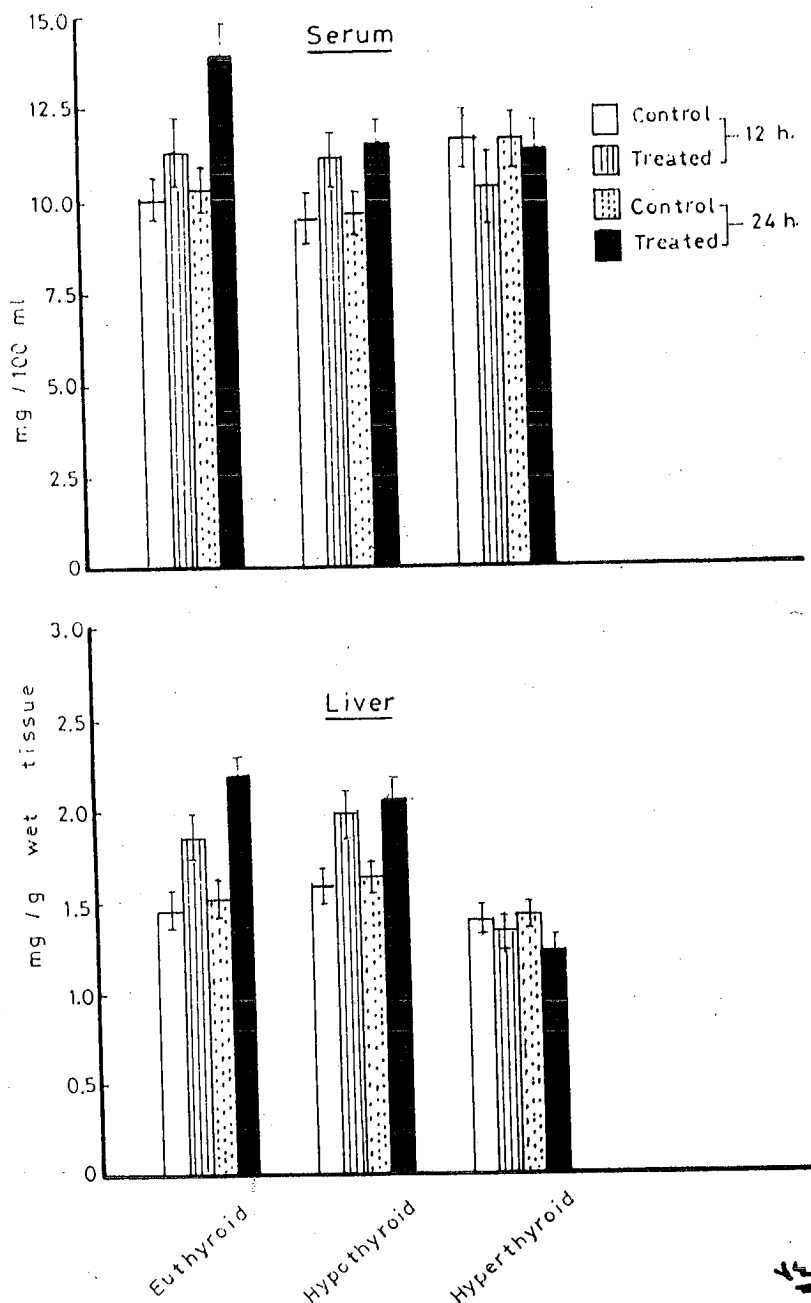 Serum
15.0
12.5
10.0
7.5
5.0
2.5
0
mg /100 ml
Control
Treated
12 h.
Control
Treated
24 h.
Liver
3.0
2.5
2.0
1.5
1.0
0.5
0
mg /g wet tissue
Euthyroid
Hypothyroid
Hyperthyroid